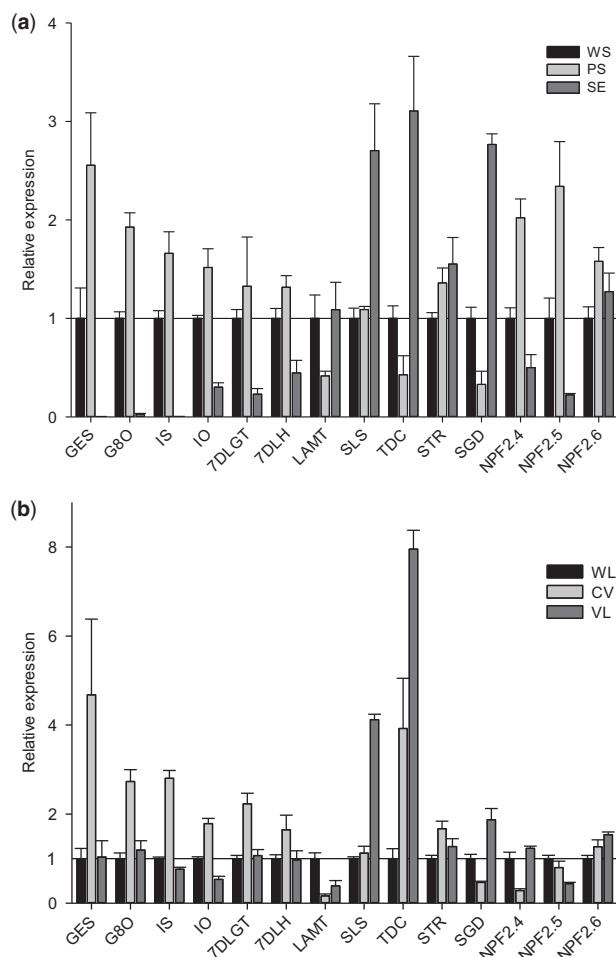 (a)
4
3
2
1
0
Relative expression
WS
PS
SE
GES
G8O
IS
IO
7DLGT
7DLH
LAMT
SLS
TDC
STR
SGD
NPF2.4
NPF2.5
NPF2.6
(b)
8
6
4
2
1
0
Relative expression
WL
CV
VL
GES
G8O
IS
IO
7DLGT
7DLH
LAMT
SLS
TDC
STR
SGD
NPF2.4
NPF2.5
NPF2.6